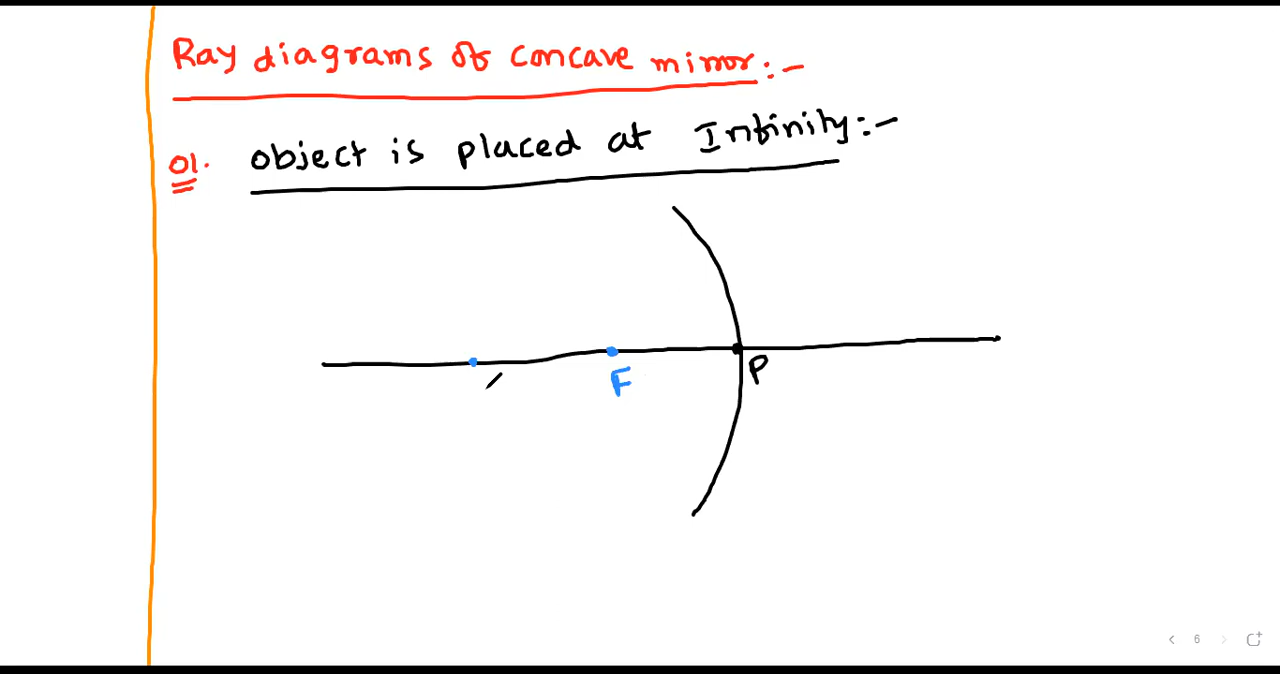 Ray diagrams of concave mirror:-
01. object is placed at Infinity:-
F
P
6